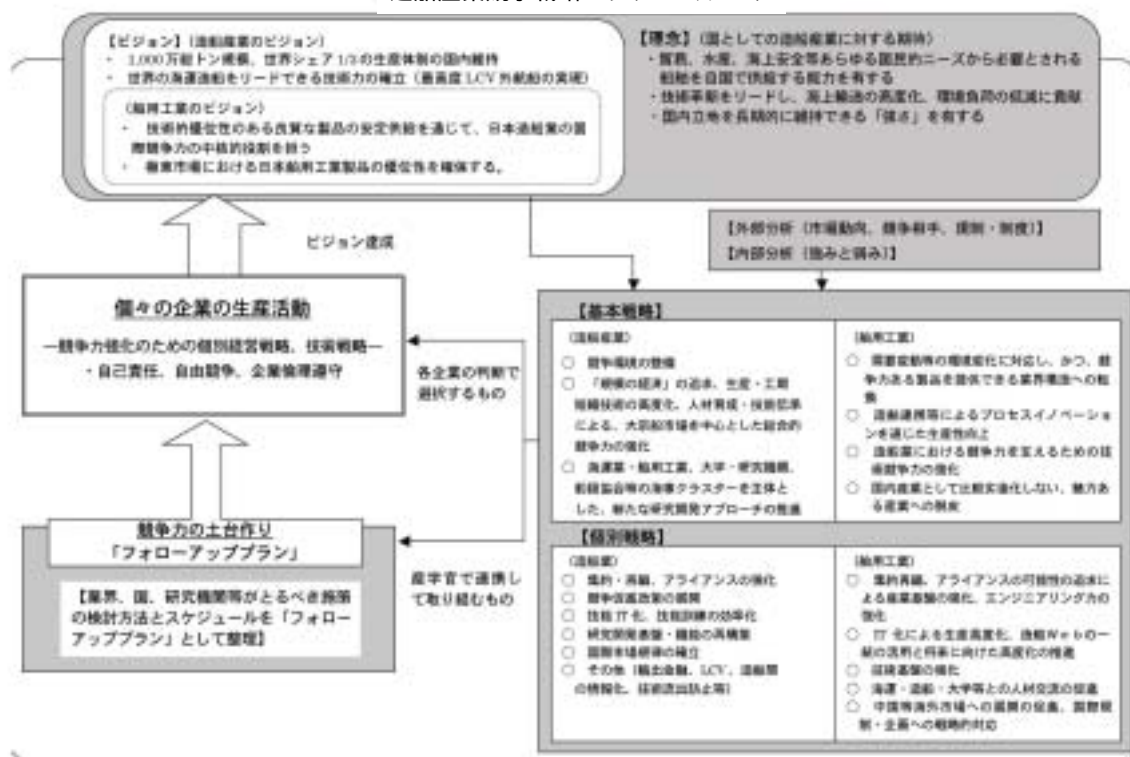 【ビジョン】(造船産業のビジョン)
・ 1,000万総トン規模、世界シェア1/3の生産体制の国内維持
・ 世界の海運造船をリードできる技術力の確立(最高度LCV外航船の実現)
(舶用工業のビジョン)
・ 技術的優位性のある良質な製品の安定供給を通じて、日本造船業の国
際競争力の中核的役割を担う
・ 極東市場における日本舶用工業製品の優位性を確保する。
【理念】(国としての造船産業に対する期待)
・貿易、水産、海上安全等あらゆる国民的ニーズから必要とされる
船舶を自国で供給する能力を有する
・技術革新をリードし、海上輸送の高度化、環境負荷の低減に貢献
・国内立地を長期的に維持できる「強さ」を有する
ビジョン達成
【外部分析(市場動向、競争相手、規制・制度)】
【内部分析(強みと弱み)】
個々の企業の生産活動
―競争力強化のための個別経営戦略、技術戦略―
・自己責任、自由競争、企業倫理遵守
各企業の判断で
選択するもの
競争力の土台作り
「フォローアッププラン」
【業界、国、研究機関等がとるべき施策
の検討方法とスケジュールを「フォロー
アッププラン」として整理】
産学官で連携し
て取り組むもの
【基本戦略】
(造船産業)
○ 競争環境の整備
○ 「規模の経済」の追求、生産・工期
短縮技術の高度化、人材育成・技能伝承
による、大宗船市場を中心とした総合的
競争力の強化
○ 海運業・舶用工業、大学・研究機関、
船級協会等の海事クラスターを主体と
した、新たな研究開発アプローチの推進
(舶用工業)
○ 需要変動等の環境変化に対応し、かつ、競
争力ある製品を提供できる業界構造への転
換
○ 造舶連携等によるプロセスイノベーショ
ンを通じた生産性向上
○ 造船業における競争力を支えるための技
術競争力の強化
○ 国内産業として比較劣後化しない、魅力あ
る産業への脱皮
【個別戦略】
(造船業)
○ 集約・再編、アライアンスの強化
○ 競争促進政策の展開
○ 技能IT化、技能訓練の効率化
○ 研究開発基盤・機能の再構築
○ 国際市場規律の確立
○ その他(輸出金融、LCV、造舶間
の情報化、技術流出防止等)
(舶用工業)
○ 集約再編、アライアンスの可能性の追求によ
る産業基盤の強化、エンジニアリング力の
強化
○ IT化による生産高度化、造舶Webの一
般の活用と将来に向けた高度化の推進
○ 技術基盤の強化
○ 海運・造船・大学等との人材交流の促進
○ 中国等海外市場への展開の促進、国際規
制・企画への戦略的対応